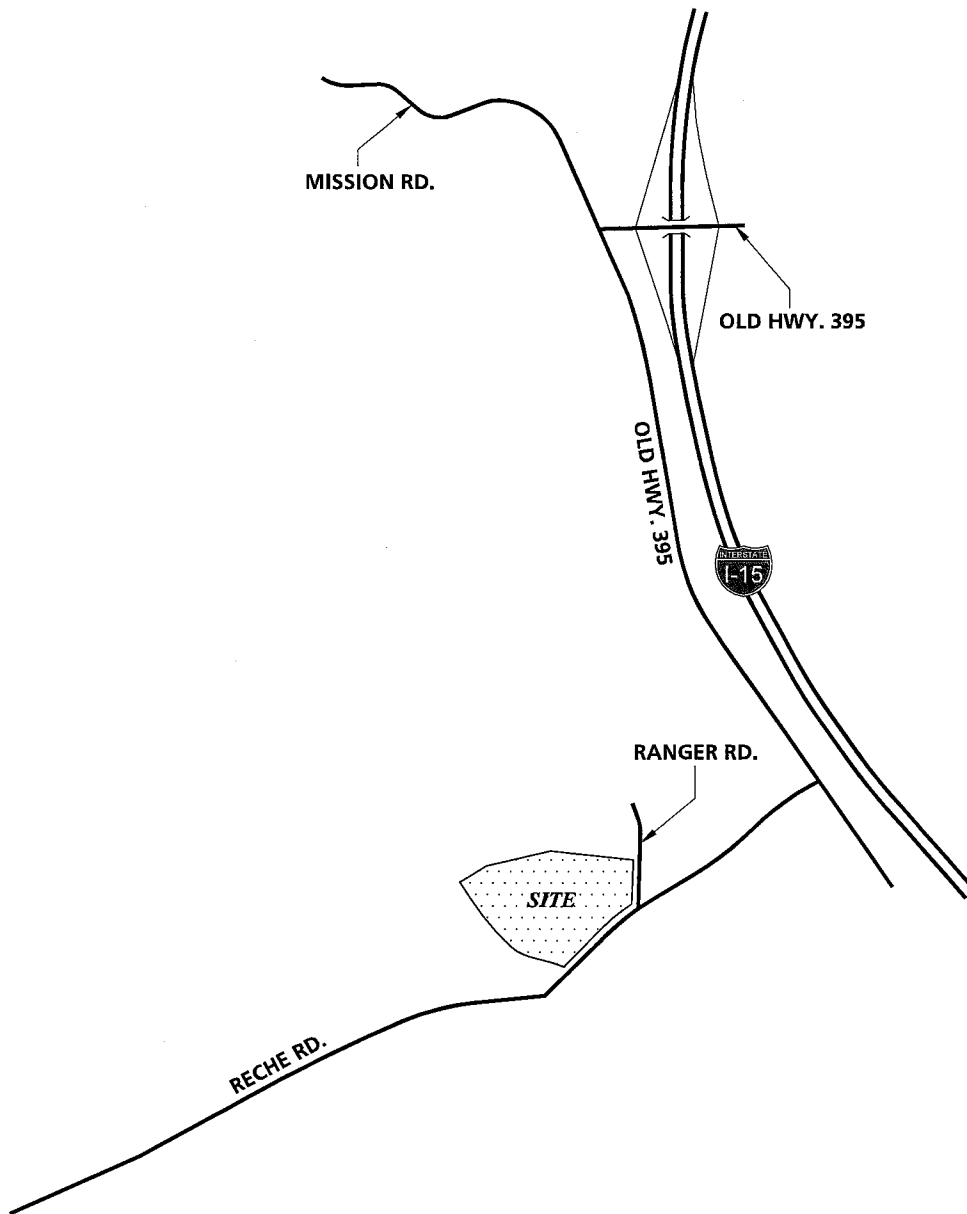 MISSION RD.
OLD HWY. 395
OLD HWY. 395
INTERSTATE
I-15
RANGER RD.
SITE
RECHE RD.